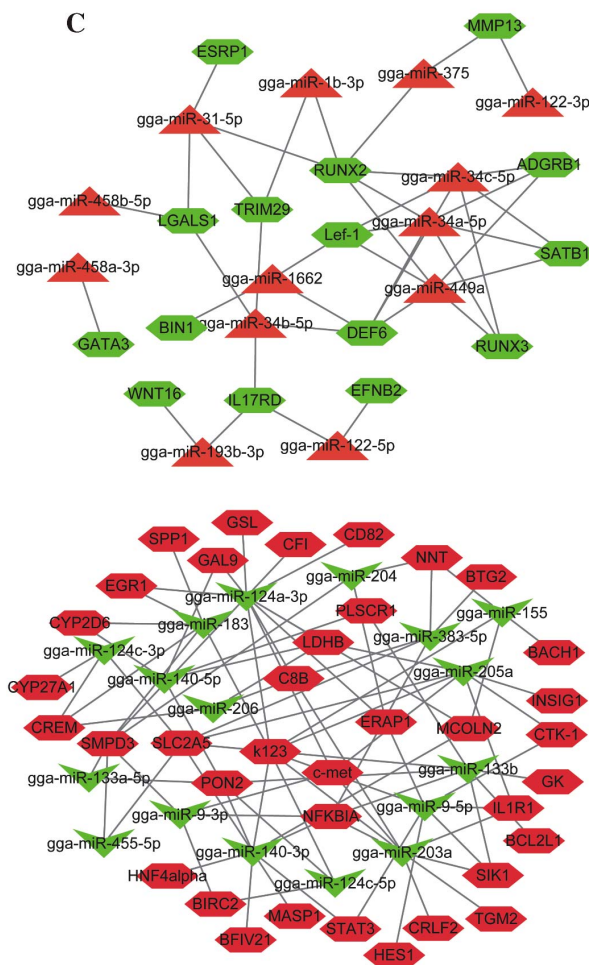 C
MMP13
ESRP1
gga-miR-1b-3p
gga-miR-375
gga-miR-122-3p
gga-miR-31-5p
RUNX2
ADGRB1
gga-miR-34c-5p
gga-miR-458b-5p
LGALS1
TRIM29
Lef-1
gga-miR-34a-5p
SATB1
gga-miR-458a-3p
gga-miR-1662
gga-miR-449a
BIN1
gga-miR-34b-5p
DEF6
RUNX3
GATA3
WNT16
IL17RD
EFNB2
gga-miR-193b-3p
gga-miR-122-5p
GSL
SPP1
CFI
CD82
GAL9
NNT
gga-miR-204
BTG2
EGR1
gga-miR-124a-3p
PLSCR1
gga-miR-155
CYP2D6
gga-miR-183
LDHB
gga-miR-383-5p
gga-miR-124c-3p
BACH1
CYP27A1
gga-miR-140-5p
C8B
gga-miR-205a
INSIG1
gga-miR-206
CREM
ERAP1
MCOLN2
CTK-1
SMPD3
SLC2A5
k123
gga-miR-133a-5p
PON2
c-met
gga-miR-133b
GK
gga-miR-9-3p
NFKBIA
gga-miR-9-5p
IL1R1
gga-miR-455-5p
BCL2L1
gga-miR-140-3p
gga-miR-203a
HNF4alpha
gga-miR-124c-5p
SIK1
BIRC2
MASP1
TGM2
BFIV21
STAT3
CRLF2
HES1